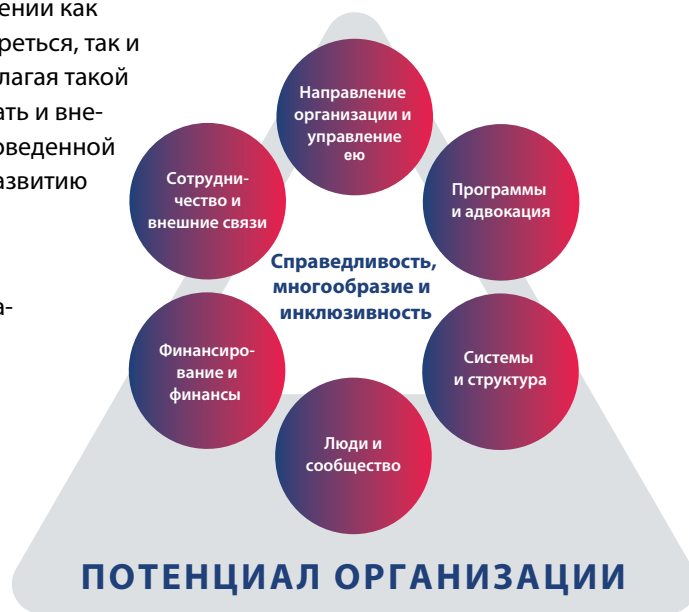 ении как
реться, так и
лагая такой
ать и вне-
оведенной
азвитию
а-
Направление
организации и
управление
ею
Сотрудни-
чество и
внешние связи
Программы
и адвокация
Справедливость,
многообразие и
инклюзивность
Финансиро-
вание и
финансы
Системы
и структура
Люди и
сообщество
ПОТЕНЦИАЛ ОРГАНИЗАЦИИ